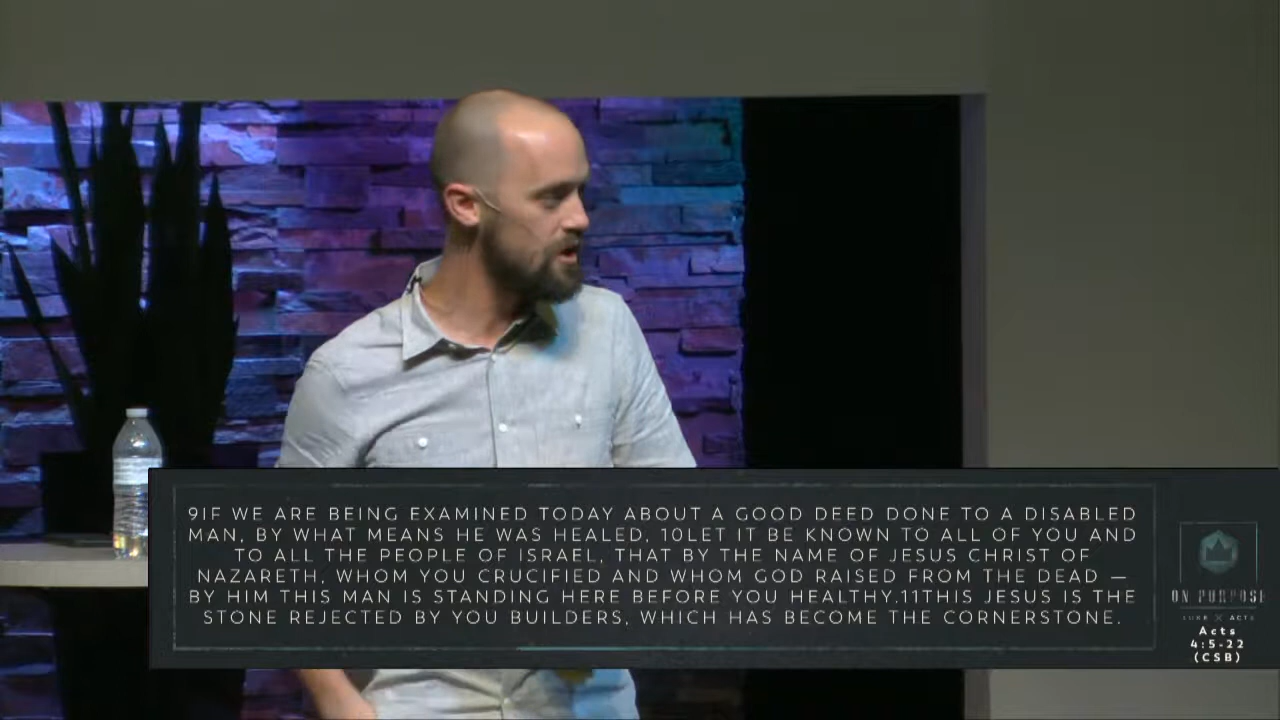 9IF WE ARE BEING EXAMINED TODAY ABOUT A GOOD DEED DONE TO A DISABLED
MAN, BY WHAT MEANS HE WAS HEALED, 10LET IT BE KNOWN TO ALL OF YOU AND
TO ALL THE PEOPLE OF ISRAEL, THAT BY THE NAME OF JESUS CHRIST OF
NAZARETH, WHOM YOU CRUCIFIED AND WHOM GOD RAISED FROM THE DEAD —
BY HIM THIS MAN IS STANDING HERE BEFORE YOU HEALTHY.11THIS JESUS IS THE
STONE REJECTED BY YOU BUILDERS, WHICH HAS BECOME THE CORNERSTONE.
ON PURPOSE
LUKE X ACTS
Acts
4:5-22
(CSB)